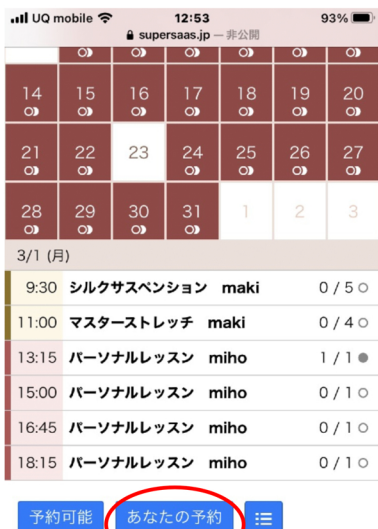 UQ mobile 12:53 93%
supersaas.jp — 非公開
14 15 16 17 18 19 20
21 22 23 24 25 26 27
28 29 30 31 1 2 3
3/1 (月)
9:30 シルクサスペンション maki 0 / 5
11:00 マスターストレッチ maki 0 / 4
13:15 パーソナルレッスン miho 1 / 1
15:00 パーソナルレッスン miho 0 / 1
16:45 パーソナルレッスン miho 0 / 1
18:15 パーソナルレッスン miho 0 / 1
予約可能 あなたの予約